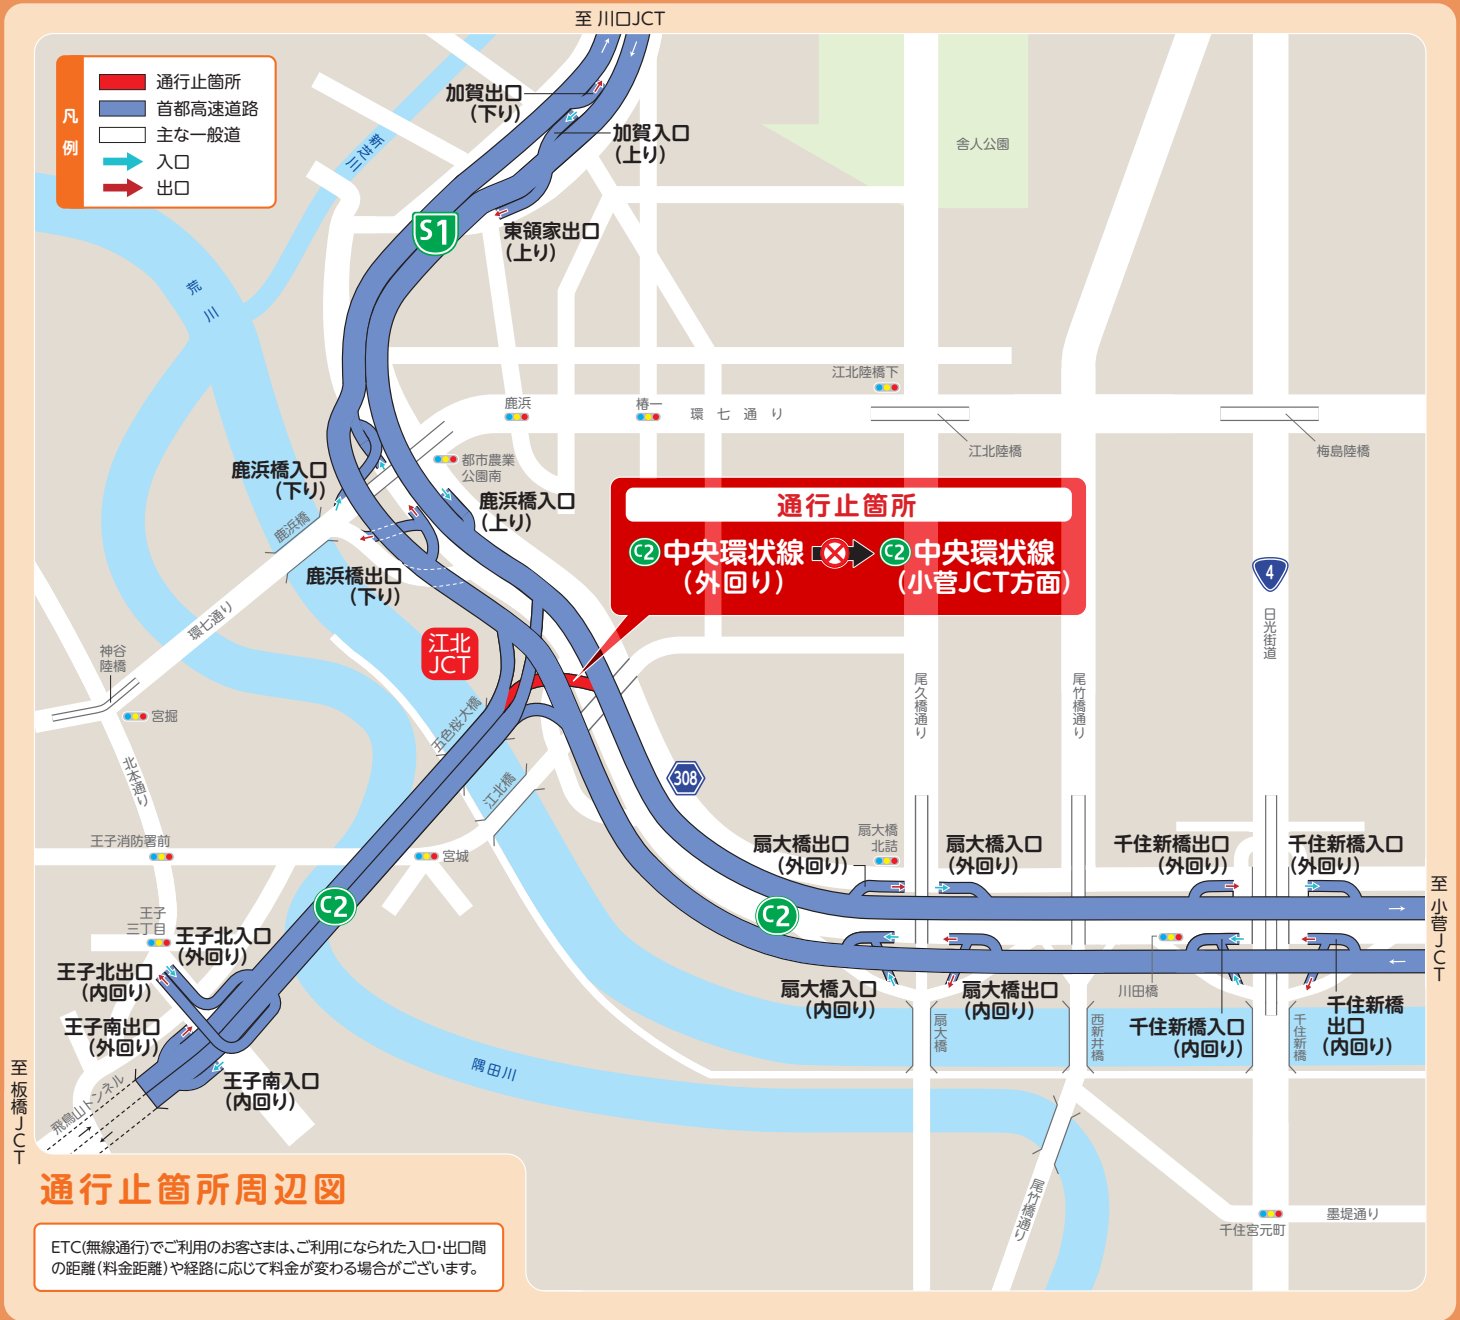 至 川口JCT
凡例
通行止箇所
首都高速道路
主な一般道
入口
出口
加賀出口
(下り)
加賀入口
(上り)
新芝川
舎人公園
S1
東領家出口
(上り)
荒川
江北陸橋下
鹿浜
椿一
環七通り
江北陸橋
梅島陸橋
都市農業
公園南
鹿浜橋入口
(下り)
鹿浜橋入口
(上り)
鹿浜橋
鹿浜橋出口
(下り)
通行止箇所
C2 中央環状線
(外回り)
C2 中央環状線
(小菅JCT方面)
4
日光街道
環七通り
江北
JCT
神谷
陸橋
宮堀
五色桜大橋
尾久橋通り
尾竹橋通り
北本通り
江北橋
308
王子消防署前
宮城
扇大橋出口
(外回り)
扇大橋
北詰
扇大橋入口
(外回り)
千住新橋出口
(外回り)
千住新橋入口
(外回り)
至 小菅JCT
C2
C2
王子
三丁目
王子北入口
(外回り)
王子北出口
(内回り)
扇大橋入口
(内回り)
扇大橋出口
(内回り)
川田橋
千住新橋入口
(内回り)
千住新橋
出口
(内回り)
王子南出口
(外回り)
扇大橋
西新井橋
千住新橋
王子南入口
(内回り)
隅田川
至 板橋JCT
飛鳥山トンネル
尾竹橋通り
墨堤通り
千住宮元町
通行止箇所周辺図
ETC(無線通行)でご利用のお客さまは、ご利用になられた入口・出口間
の距離(料金距離)や経路に応じて料金が変わる場合がございます。